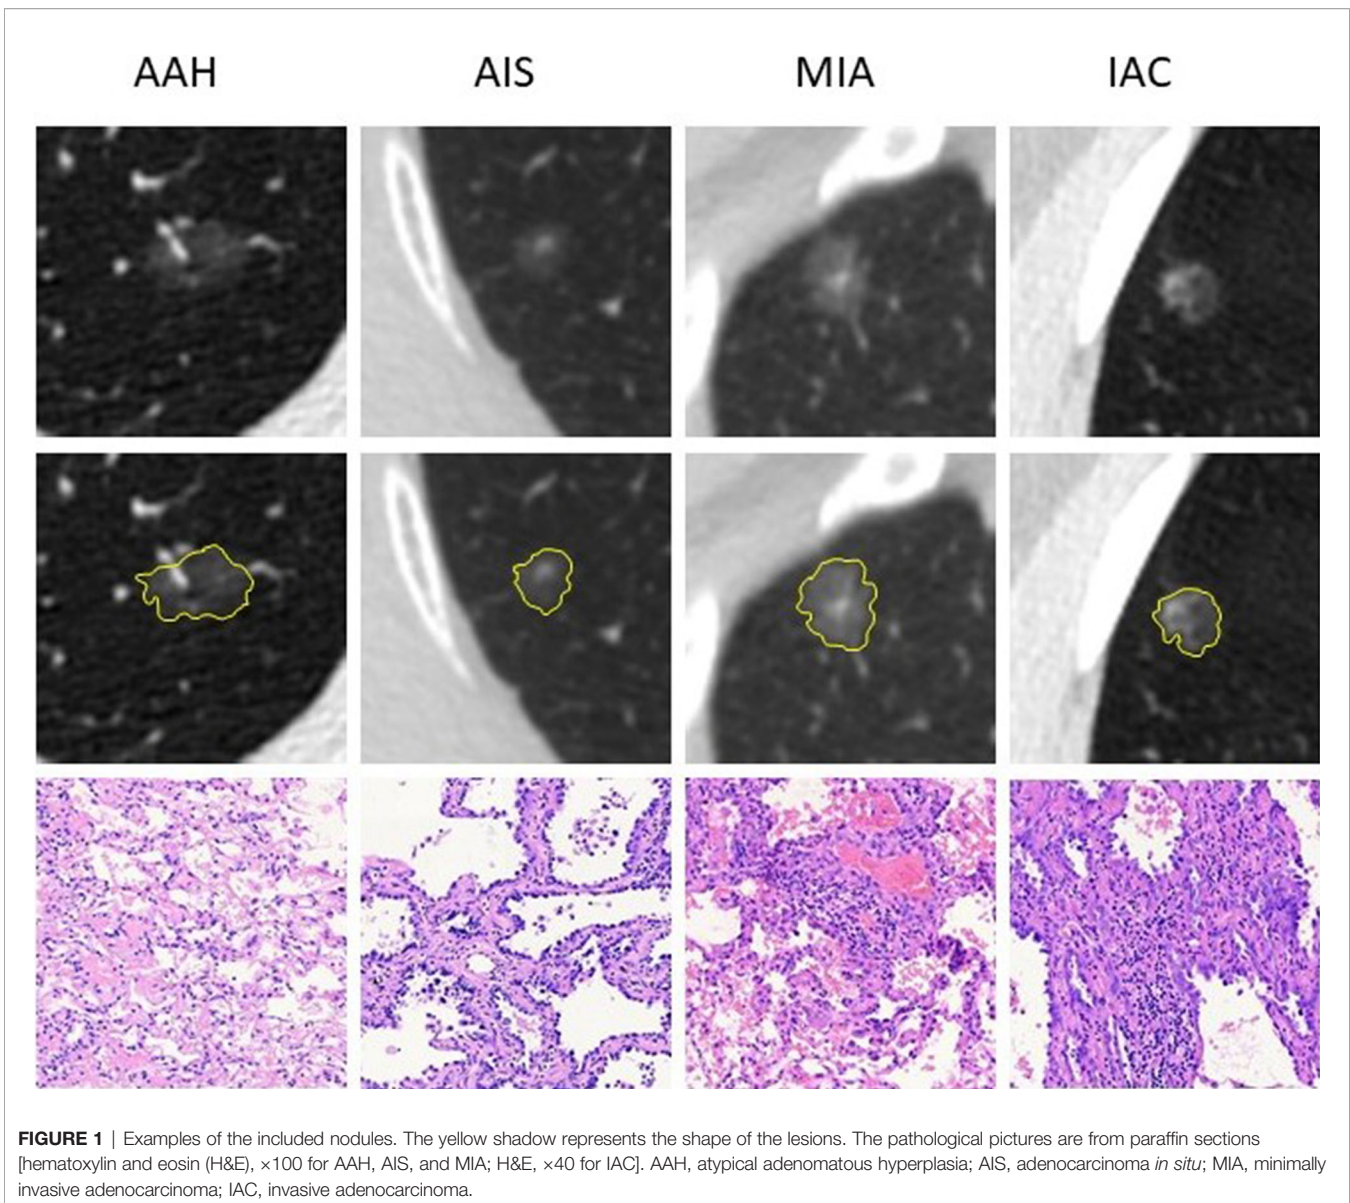 AAH AIS MIA IAC
FIGURE 1 | Examples of the included nodules. The yellow shadow represents the shape of the lesions. The pathological pictures are from paraffin sections
[hematoxylin and eosin (H&E), ×100 for AAH, AIS, and MIA; H&E, ×40 for IAC]. AAH, atypical adenomatous hyperplasia; AIS, adenocarcinoma in situ; MIA, minimally
invasive adenocarcinoma; IAC, invasive adenocarcinoma.